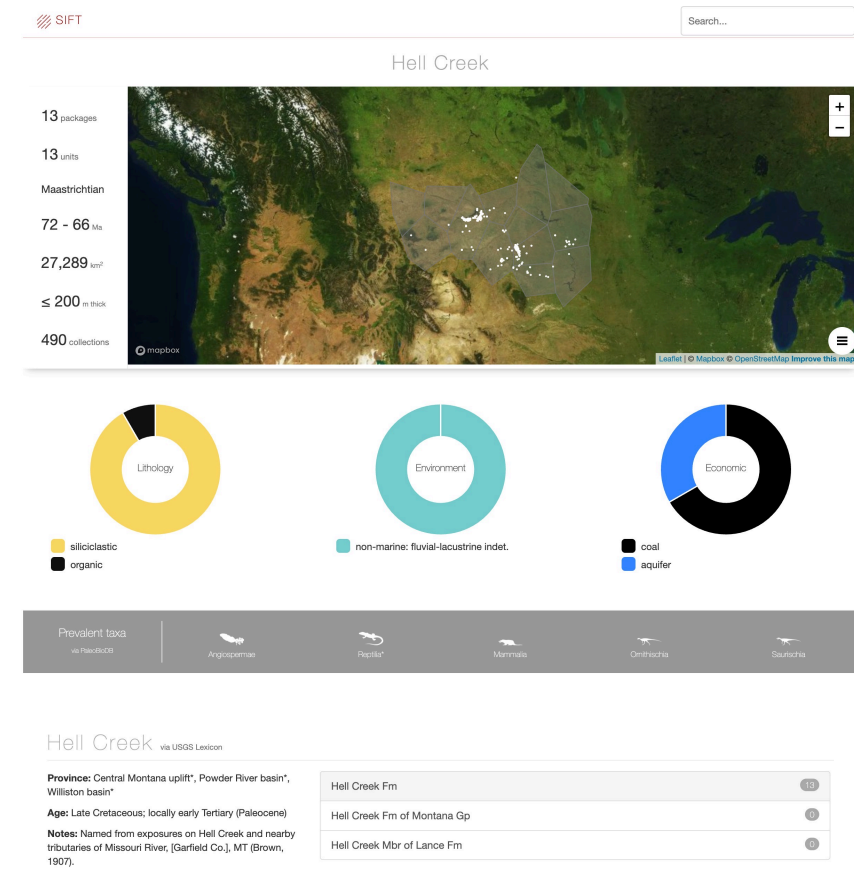 SIFT
Search...
Hell Creek
13 packages
13 units
Maastrichtian
72 - 66 Ma
27,289 km²
≤ 200 m thick
490 collections
+
−
mapbox
Leaflet | © Mapbox © OpenStreetMap Improve this map
Lithology
siliciclastic
organic
Environment
non-marine: fluvial-lacustrine indet.
Economic
coal
aquifer
Prevalent taxa
via PaleoBioDB
Angiospermae
Reptilia*
Mammalia
Ornithischia
Saurischia
Hell Creek via USGS Lexicon
Province: Central Montana uplift*, Powder River basin*,
Williston basin*
Age: Late Cretaceous; locally early Tertiary (Paleocene)
Notes: Named from exposures on Hell Creek and nearby
tributaries of Missouri River, [Garfield Co.], MT (Brown,
1907).
Hell Creek Fm 13
Hell Creek Fm of Montana Gp 0
Hell Creek Mbr of Lance Fm 0